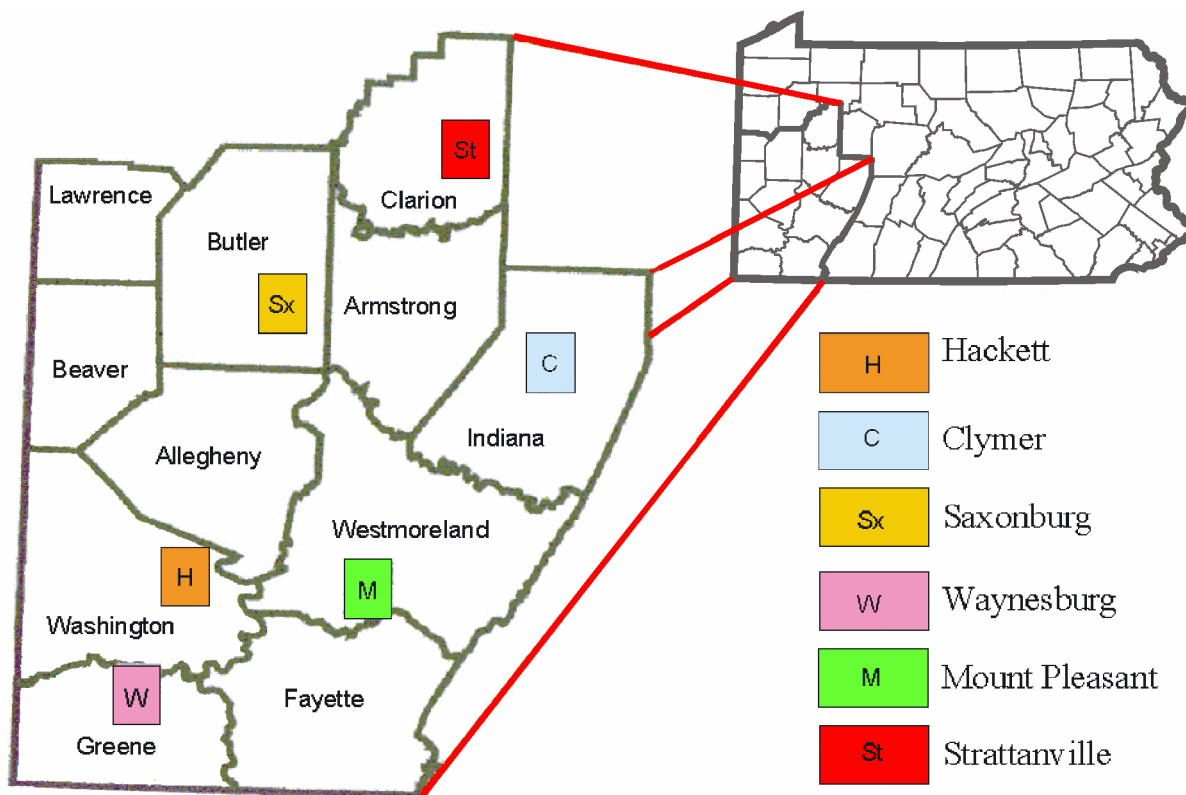 St
Lawrence
Clarion
Butler
Sx
Armstrong
Beaver
C
Indiana
Allegheny
Westmoreland
H
M
Washington
W
Fayette
Greene
H Hackett
C Clymer
Sx Saxonburg
W Waynesburg
M Mount Pleasant
St Strattanville